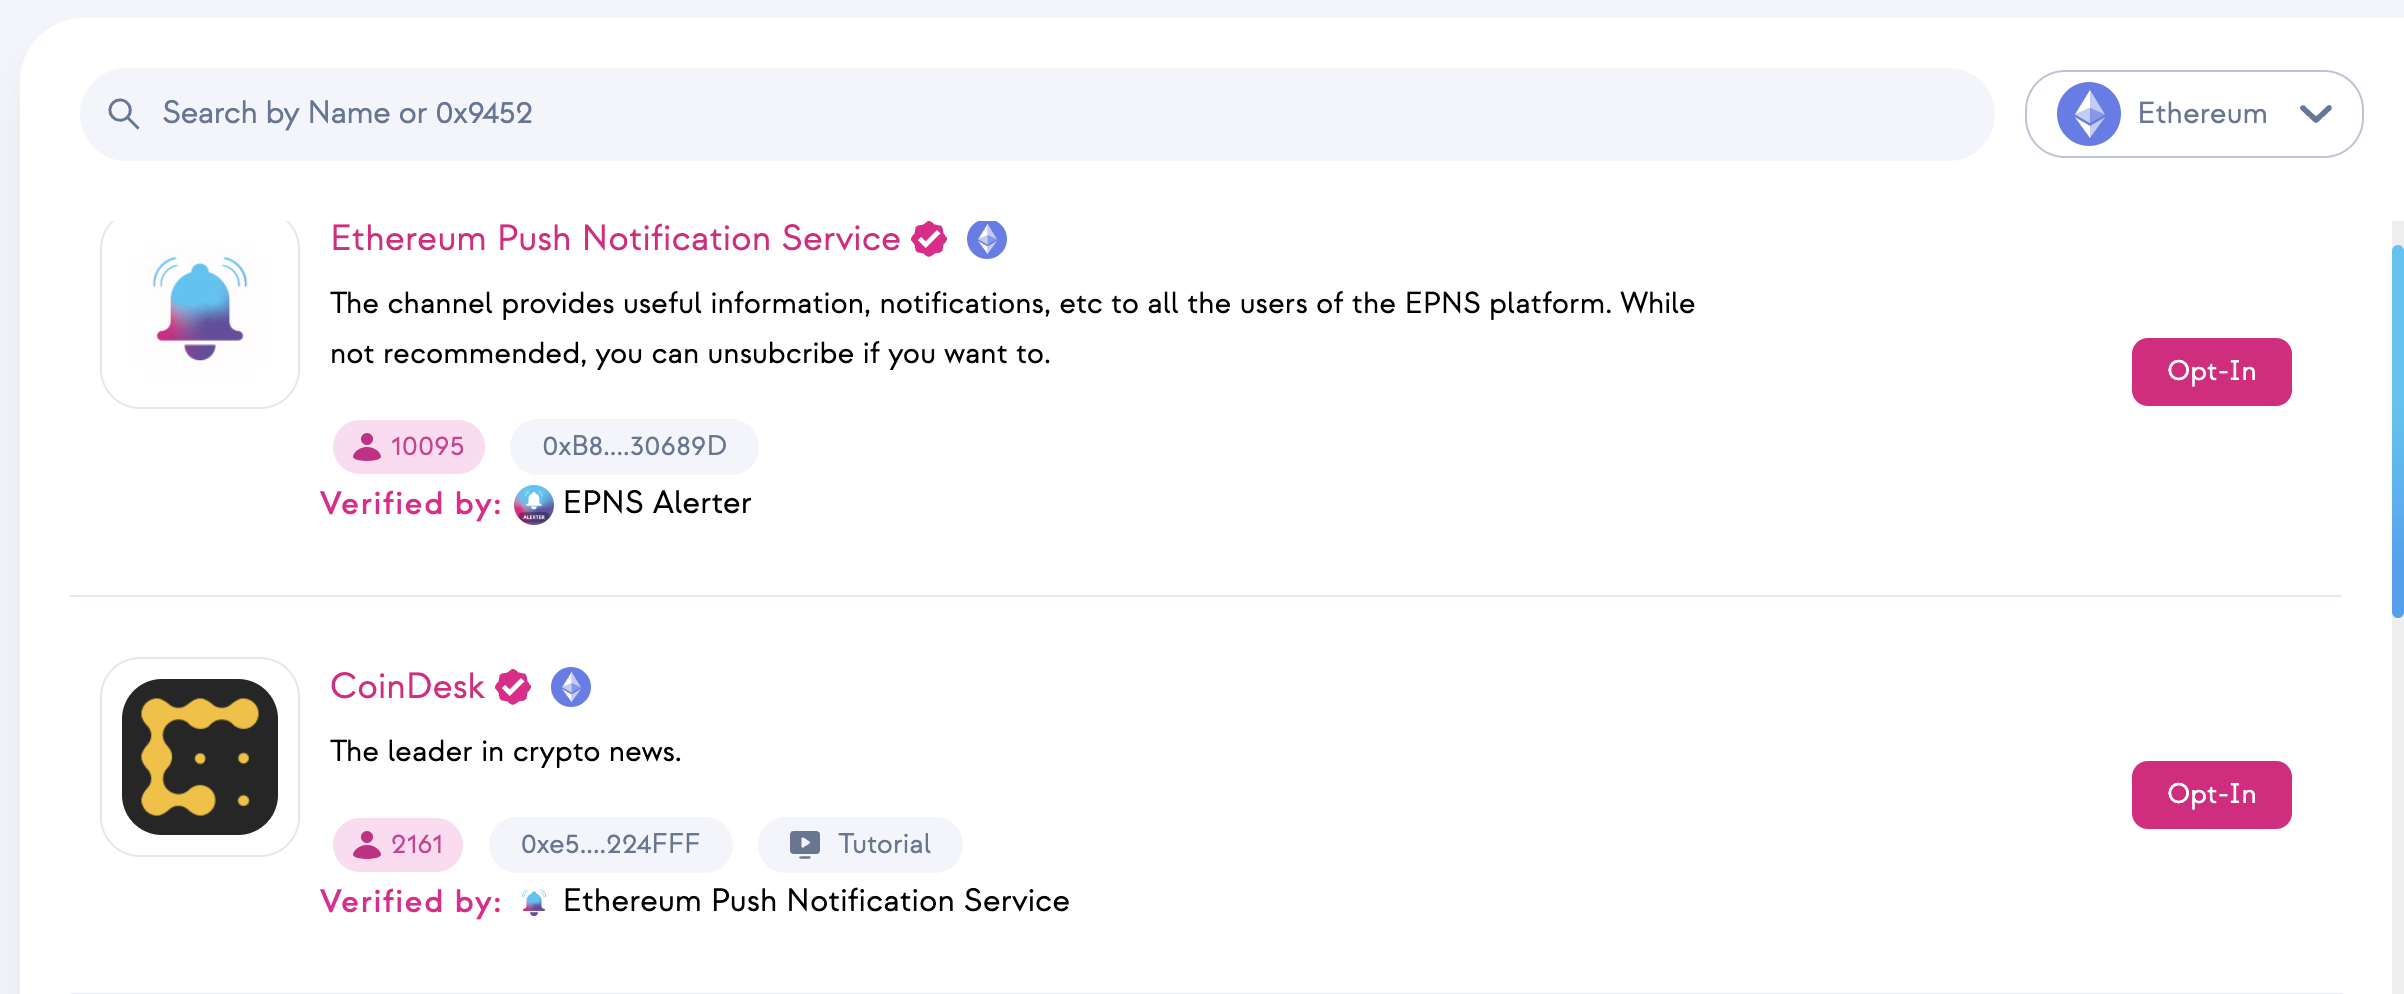 Search by Name or 0x9452
Ethereum
Ethereum Push Notification Service
The channel provides useful information, notifications, etc to all the users of the EPNS platform. While
not recommended, you can unsubcribe if you want to.
Opt-In
10095
0xB8....30689D
Verified by:
ALERTER
EPNS Alerter
CoinDesk
The leader in crypto news.
Opt-In
2161
0xe5....224FFF
Tutorial
Verified by:
Ethereum Push Notification Service